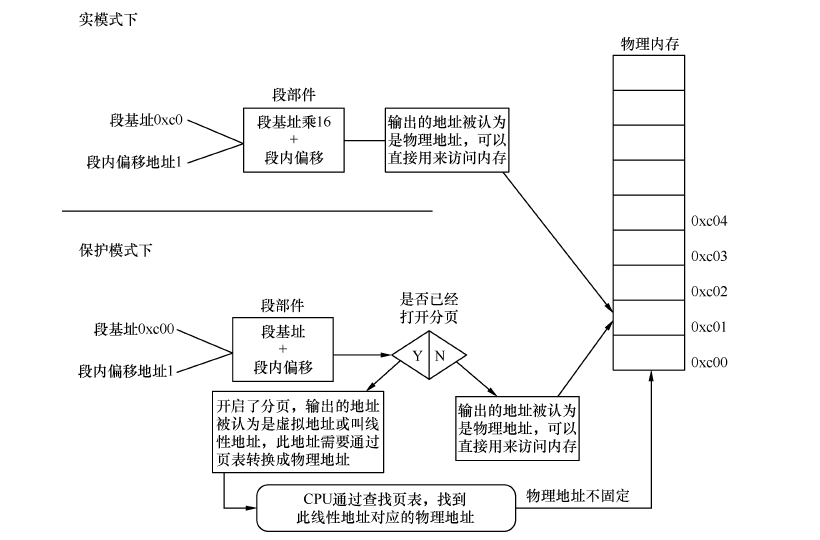 实模式下
物理内存
段部件
段基址0xc0
段内偏移地址1
段基址乘16
+
段内偏移
输出的地址被认为
是物理地址，可以
直接用来访问内存
0xc04
0xc03
0xc02
0xc01
0xc00
保护模式下
段部件
段基址0xc00
段内偏移地址1
段基址
+
段内偏移
是否已经
打开分页
Y N
开启了分页，输出的地址
被认为是虚拟地址或叫线
性地址，此地址需要通过
页表转换成物理地址
输出的地址被认为
是物理地址，可以
直接用来访问内存
CPU通过查找页表，找到
此线性地址对应的物理地址
物理地址不固定